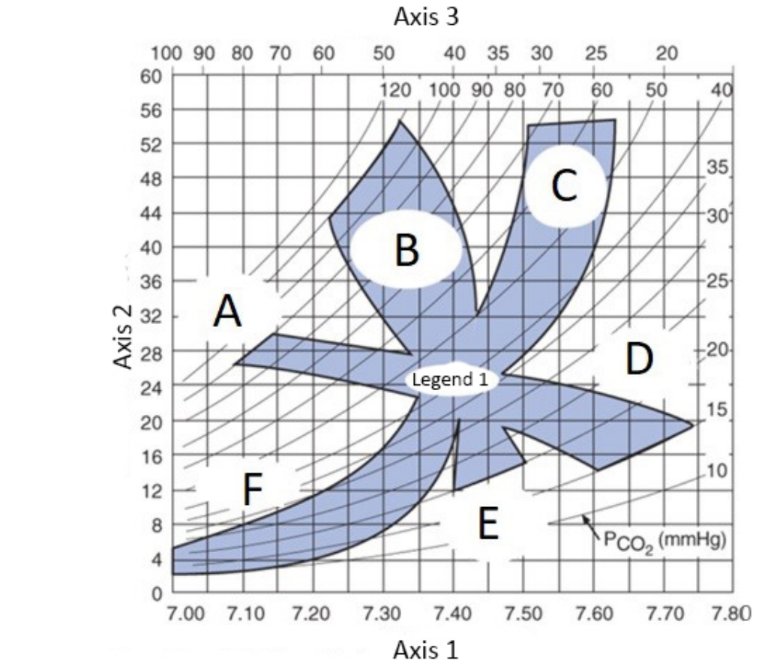 Axis 3
100 90 80 70 60 50 40 35 30 25 20
60 120 100 90 80 70 60 50 40
56
52
48 C 35
44 30
40 B
36 25
32 A
28 D 20
24 Legend 1
20 15
16 10
12 F
8 E
4 PCO₂ (mmHg)
0
7.00 7.10 7.20 7.30 7.40 7.50 7.60 7.70 7.80
Axis 2
Axis 1